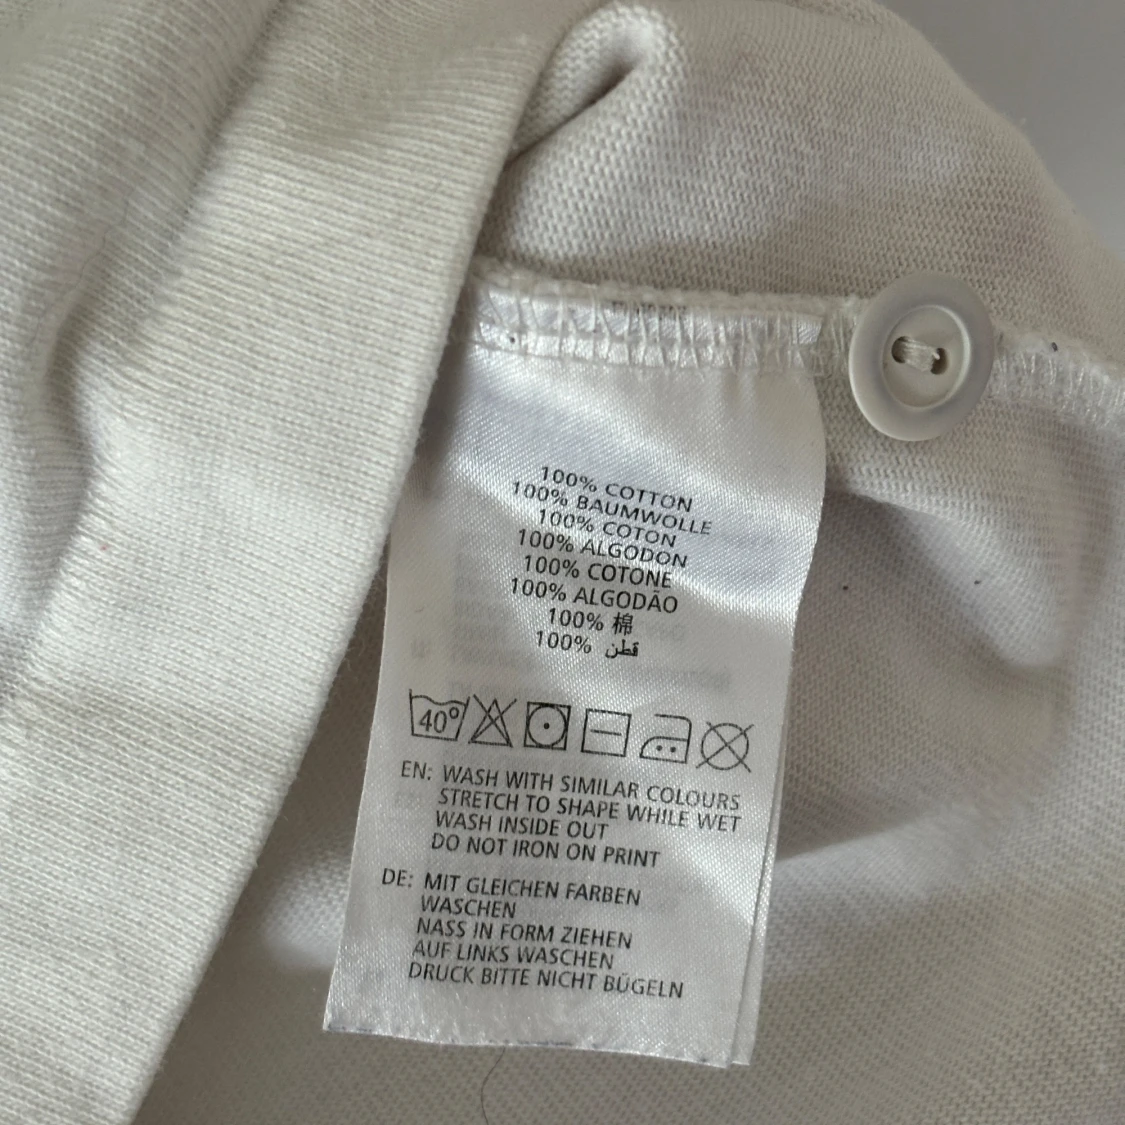 100% COTTON
100% BAUMWOLLE
100% COTON
100% ALGODON
100% COTONE
100% ALGODÃO
100% 棉
100% قطن
40°
EN: WASH WITH SIMILAR COLOURS
STRETCH TO SHAPE WHILE WET
WASH INSIDE OUT
DO NOT IRON ON PRINT
DE: MIT GLEICHEN FARBEN
WASCHEN
NASS IN FORM ZIEHEN
AUF LINKS WASCHEN
DRUCK BITTE NICHT BÜGELN